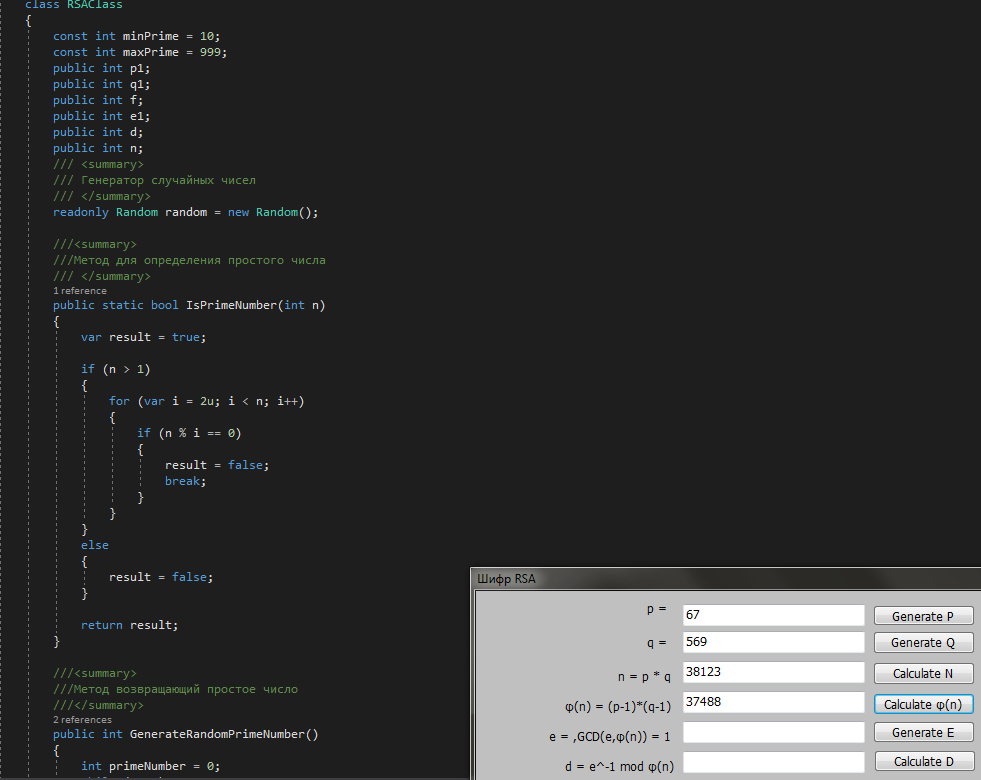 class RSAClass
{
const int minPrime = 10;
const int maxPrime = 999;
public int p1;
public int q1;
public int f;
public int e1;
public int d;
public int n;
/// <summary>
/// Генератор случайных чисел
/// </summary>
readonly Random random = new Random();
///<summary>
///Метод для определения простого числа
/// </summary>
1 reference
public static bool IsPrimeNumber(int n)
{
var result = true;
if (n > 1)
{
for (var i = 2u; i < n; i++)
{
if (n % i == 0)
{
result = false;
break;
}
}
}
else
{
result = false;
}
return result;
}
///<summary>
///Метод возвращающий простое число
///</summary>
2 references
public int GenerateRandomPrimeNumber()
{
int primeNumber = 0;
Шифр RSA
p = 67 Generate P
q = 569 Generate Q
n = p * q 38123 Calculate N
φ(n) = (p-1)*(q-1) 37488 Calculate φ(n)
e = ,GCD(e,φ(n)) = 1 Generate E
d = e^-1 mod φ(n) Calculate D